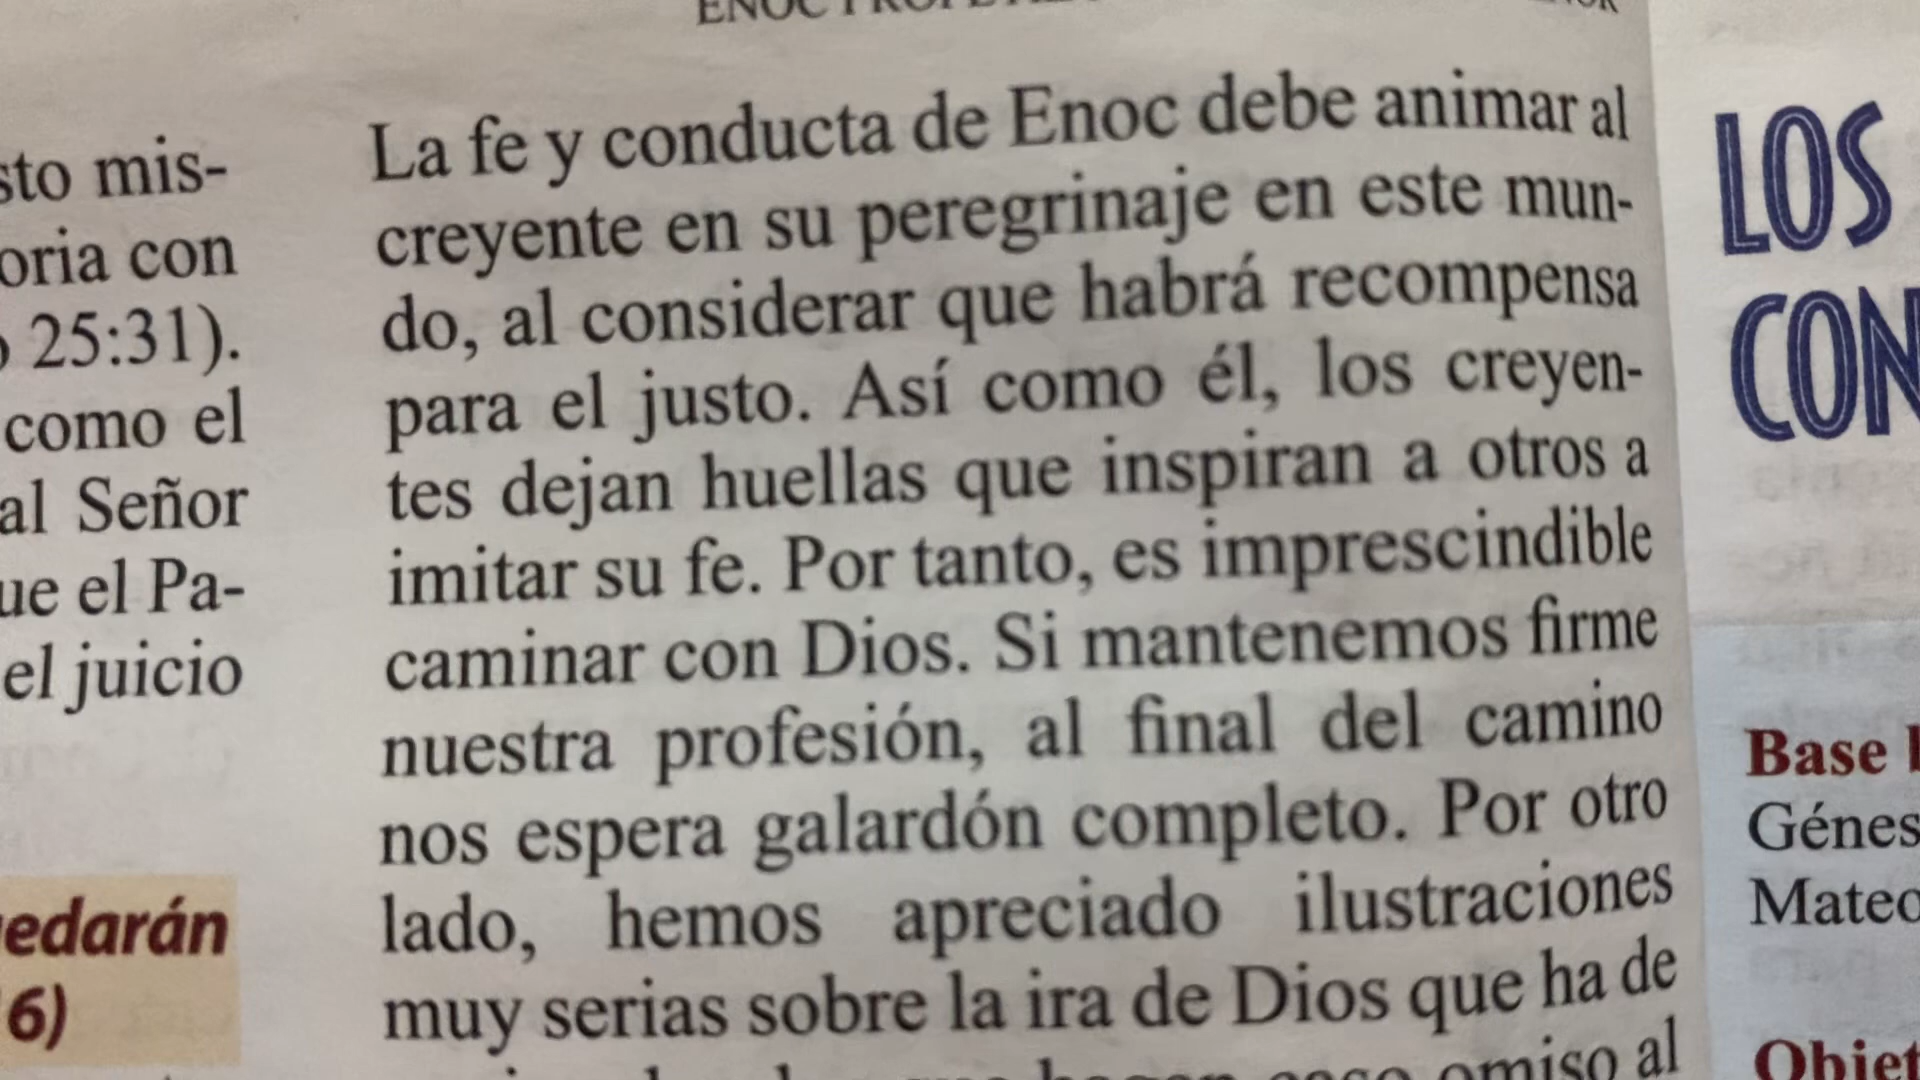 sto mis-
oria con
25:31).
como el
al Señor
ue el Pa-
el juicio
edarán
6)
La fe y conducta de Enoc debe animar al
creyente en su peregrinaje en este mun-
do, al considerar que habrá recompensa
para el justo. Así como él, los creyen-
tes dejan huellas que inspiran a otros a
imitar su fe. Por tanto, es imprescindible
caminar con Dios. Si mantenemos firme
nuestra profesión, al final del camino
nos espera galardón completo. Por otro
lado, hemos apreciado ilustraciones
muy serias sobre la ira de Dios que ha de
omiso al
LOS
CON
Base
Génes
Mateo
Objet